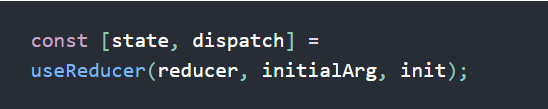 const [state, dispatch] =
useReducer(reducer, initialArg, init);